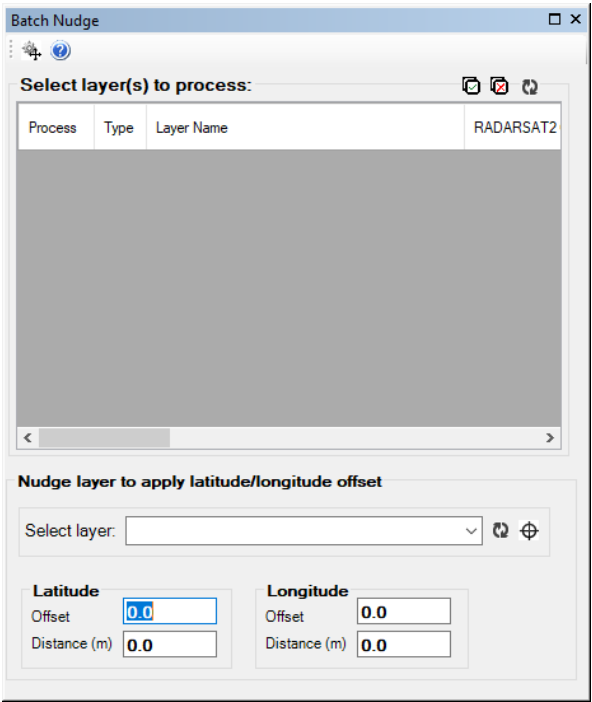 Batch Nudge
Select layer(s) to process:
Process Type Layer Name RADARSAT2
Nudge layer to apply latitude/longitude offset
Select layer:
Latitude Longitude
Offset 0.0 Offset 0.0
Distance (m) 0.0 Distance (m) 0.0